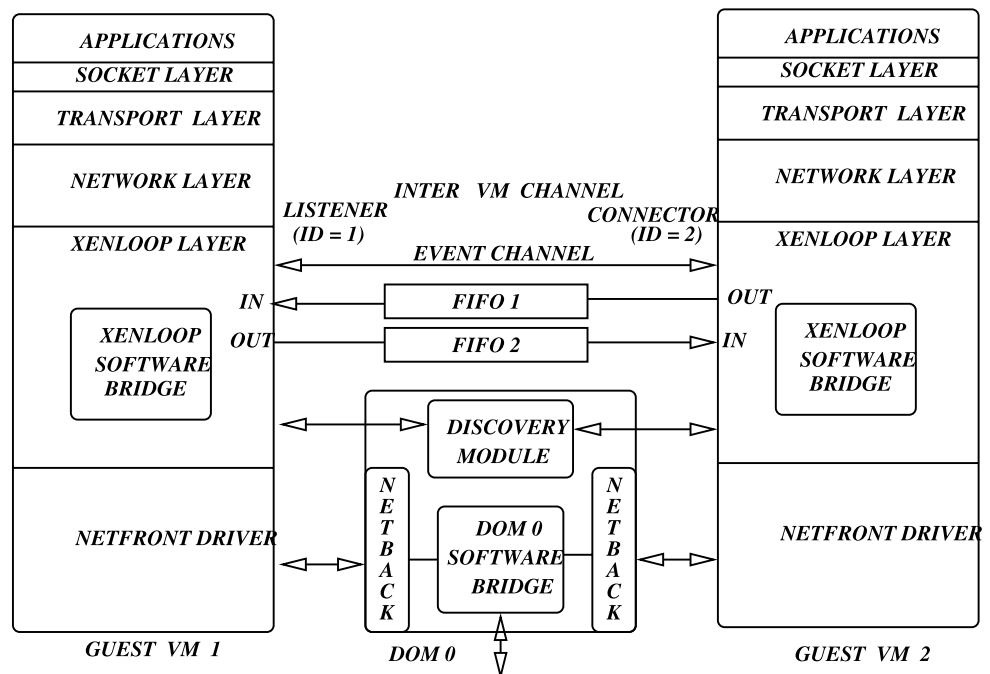 APPLICATIONS
SOCKET LAYER
TRANSPORT LAYER
NETWORK LAYER
XENLOOP LAYER
XENLOOP
SOFTWARE
BRIDGE
NETFRONT DRIVER
GUEST VM 1
INTER VM CHANNEL
LISTENER
(ID = 1)
CONNECTOR
(ID = 2)
EVENT CHANNEL
IN
FIFO 1
OUT
OUT
FIFO 2
IN
DISCOVERY
MODULE
N
E
T
B
A
C
K
DOM 0
SOFTWARE
BRIDGE
N
E
T
B
A
C
K
DOM 0
APPLICATIONS
SOCKET LAYER
TRANSPORT LAYER
NETWORK LAYER
XENLOOP LAYER
XENLOOP
SOFTWARE
BRIDGE
NETFRONT DRIVER
GUEST VM 2